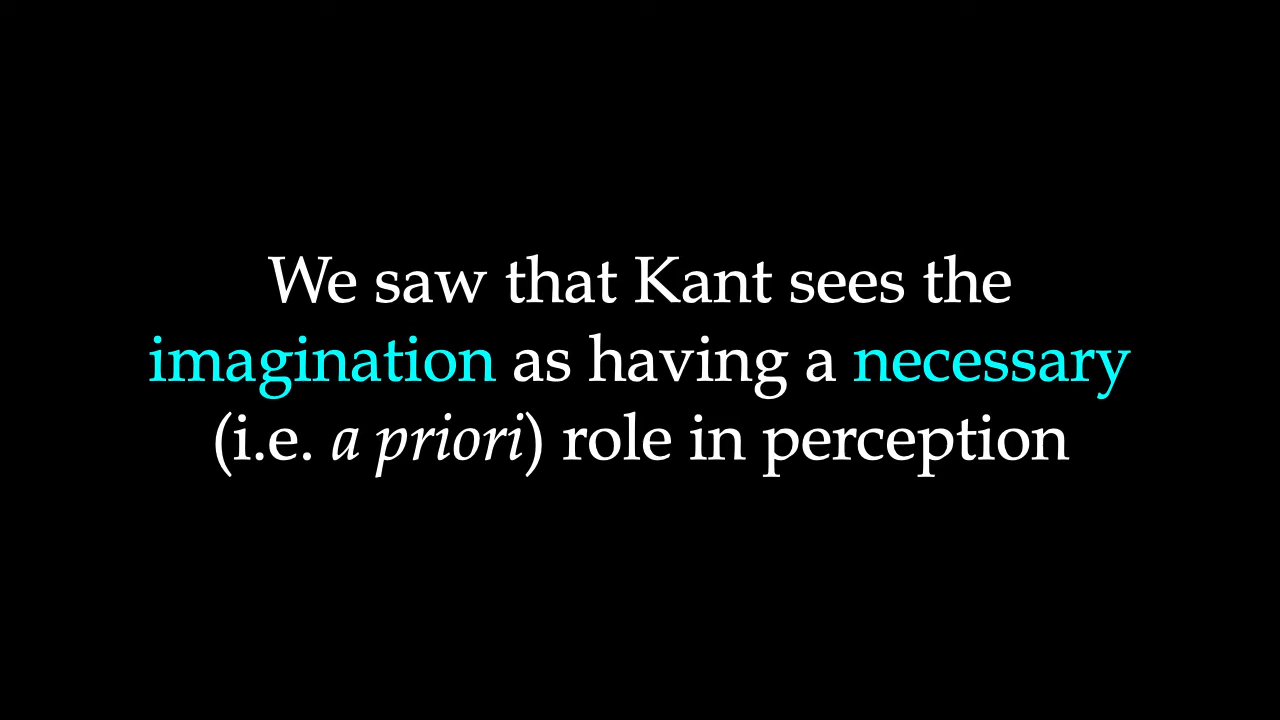 We saw that Kant sees the
imagination as having a necessary
(i.e. a priori) role in perception